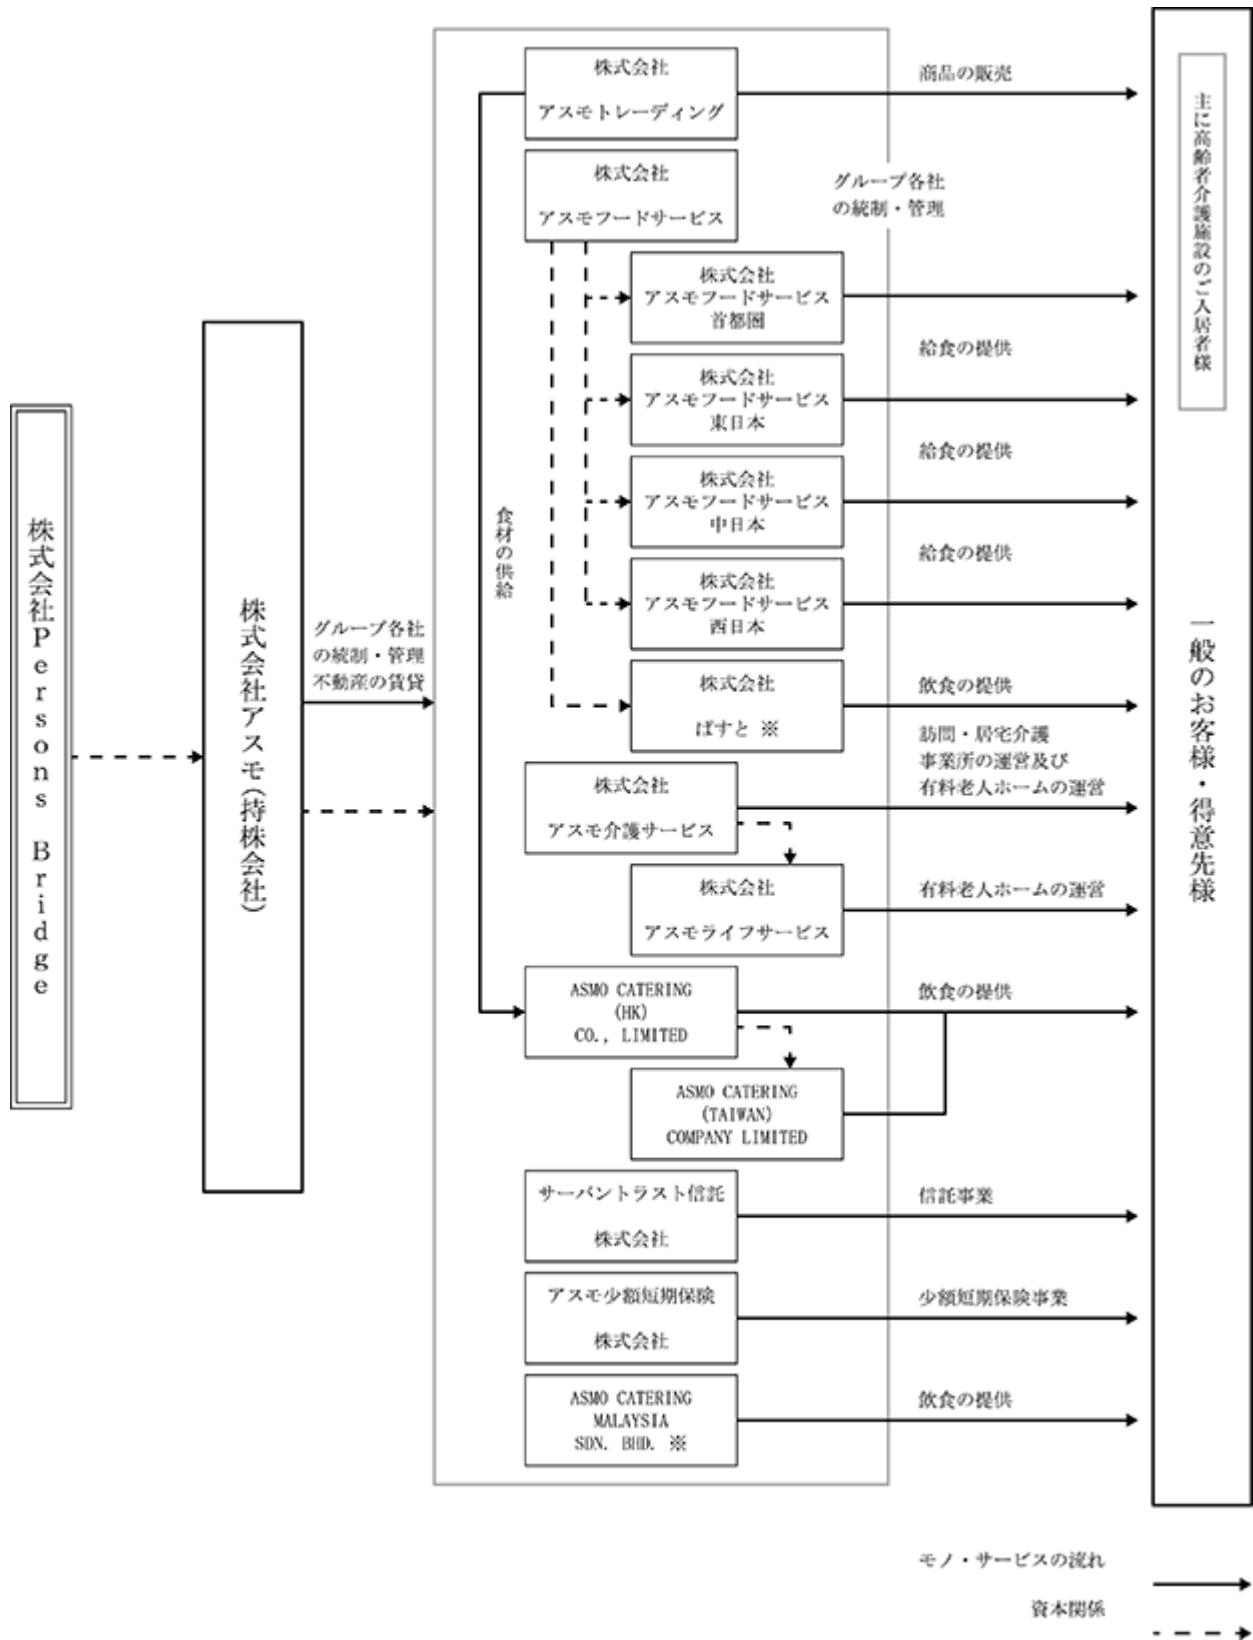 株式会社Persons Bridge
株式会社アスモ（持株会社）
グループ各社
の統制・管理
不動産の賃貸
食材の供給
株式会社
アスモトレーディング
株式会社
アスモフードサービス
株式会社
アスモフードサービス
首都圏
株式会社
アスモフードサービス
東日本
株式会社
アスモフードサービス
中日本
株式会社
アスモフードサービス
西日本
株式会社
ぱすと ※
株式会社
アスモ介護サービス
株式会社
アスモライフサービス
ASMO CATERING
(HK)
CO., LIMITED
ASMO CATERING
(TAIWAN)
COMPANY LIMITED
サーバントラスト信託
株式会社
アスモ少額短期保険
株式会社
ASMO CATERING
MALAYSIA
SDN. BHD. ※
商品の販売
グループ各社
の統制・管理
給食の提供
給食の提供
給食の提供
飲食の提供
訪問・居宅介護
事業所の運営及び
有料老人ホームの運営
有料老人ホームの運営
飲食の提供
信託事業
少額短期保険事業
飲食の提供
主に高齢者介護施設のご入居者様
一般のお客様・得意先様
モノ・サービスの流れ
資本関係